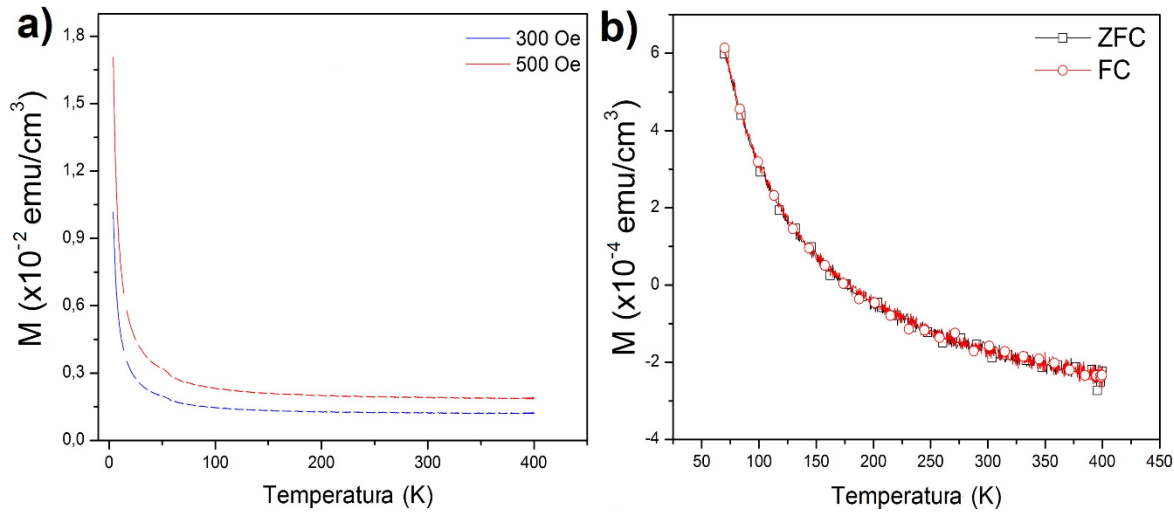 a)
1,8
1,5
1,2
0,9
0,6
0,3
0,0
M (x10⁻² emu/cm³)
300 Oe
500 Oe
0
100
200
300
400
Temperatura (K)
b)
6
4
2
0
-2
-4
M (x10⁻⁴ emu/cm³)
ZFC
FC
50
100
150
200
250
300
350
400
Temperatura (K)